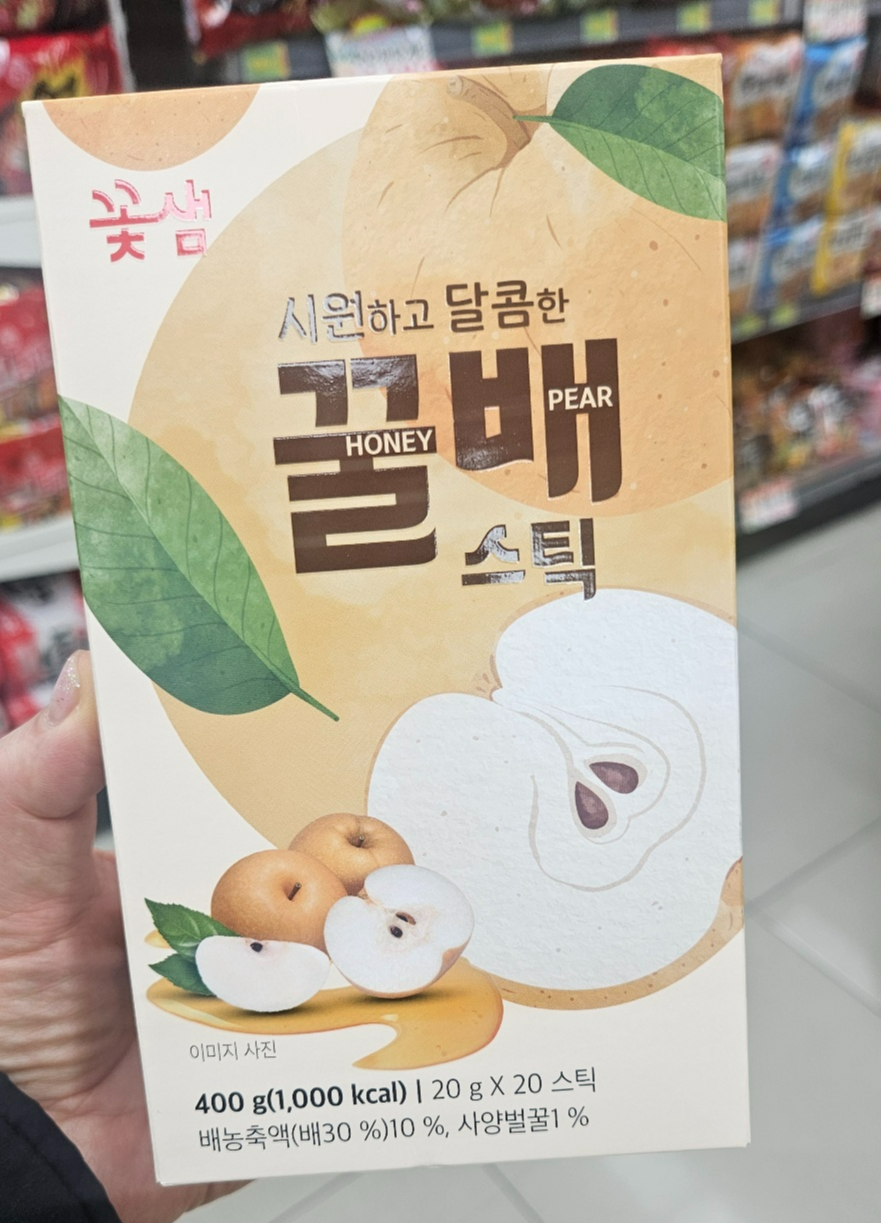 꽃샘
시원하고 달콤한
꿀배
HONEY
PEAR
스틱
이미지 사진
400 g(1,000 kcal) | 20 g X 20 스틱
배농축액(배30 %)10 %, 사양벌꿀1 %